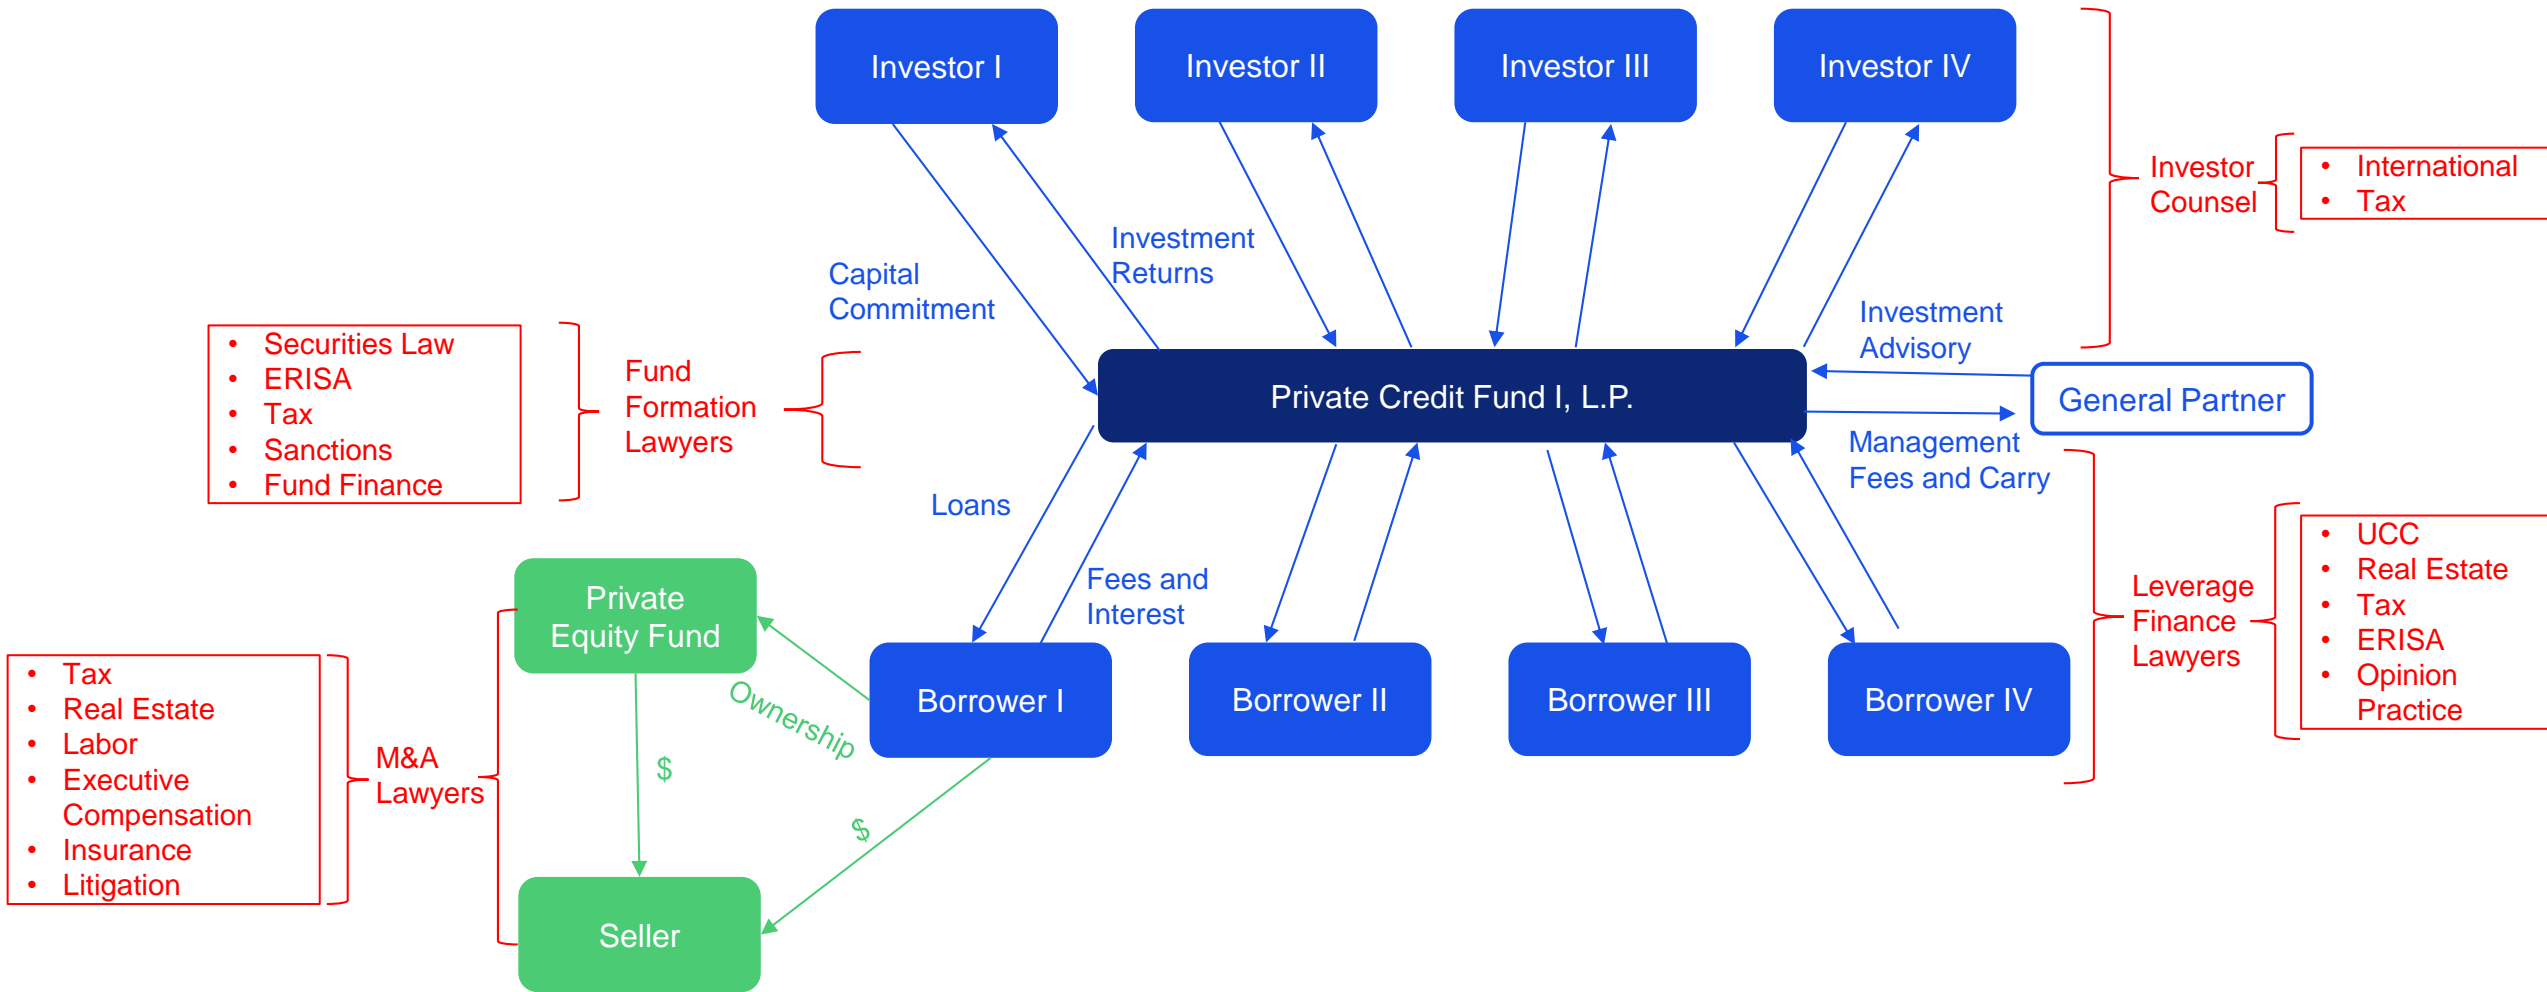 Investor I
Investor II
Investor III
Investor IV
Investor
Counsel
• International
• Tax
Investment
Returns
Capital
Commitment
Investment
Advisory
• Securities Law
• ERISA
• Tax
• Sanctions
• Fund Finance
Fund
Formation
Lawyers
Private Credit Fund I, L.P.
General Partner
Management
Fees and Carry
Loans
Fees and
Interest
• UCC
• Real Estate
• Tax
• ERISA
• Opinion
Practice
Leverage
Finance
Lawyers
Private
Equity Fund
Ownership
Borrower I
Borrower II
Borrower III
Borrower IV
• Tax
• Real Estate
• Labor
• Executive
Compensation
• Insurance
• Litigation
M&A
Lawyers
$
$
Seller